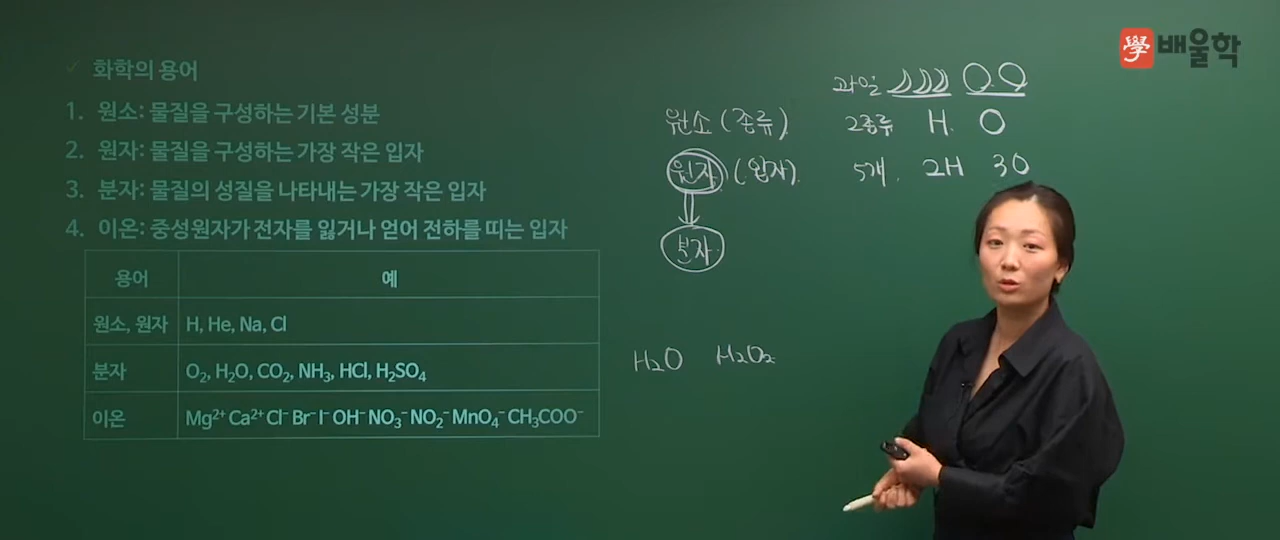 學 배울학
✓ 화학의 용어
1. 원소: 물질을 구성하는 기본 성분
2. 원자: 물질을 구성하는 가장 작은 입자
3. 분자: 물질의 성질을 나타내는 가장 작은 입자
4. 이온: 중성원자가 전자를 잃거나 얻어 전하를 띠는 입자
용어 예
원소, 원자 H, He, Na, Cl
분자 O₂, H₂O, CO₂, NH₃, HCl, H₂SO₄
이온 Mg²⁺ Ca²⁺ Cl⁻ Br⁻ I⁻ OH⁻ NO₃⁻ NO₂⁻ MnO₄⁻ CH₃COO⁻
과일
원소 (종류) 2종류 H O
원자 (입자) 5개 2H 3O
분자
H₂O H₂O₂